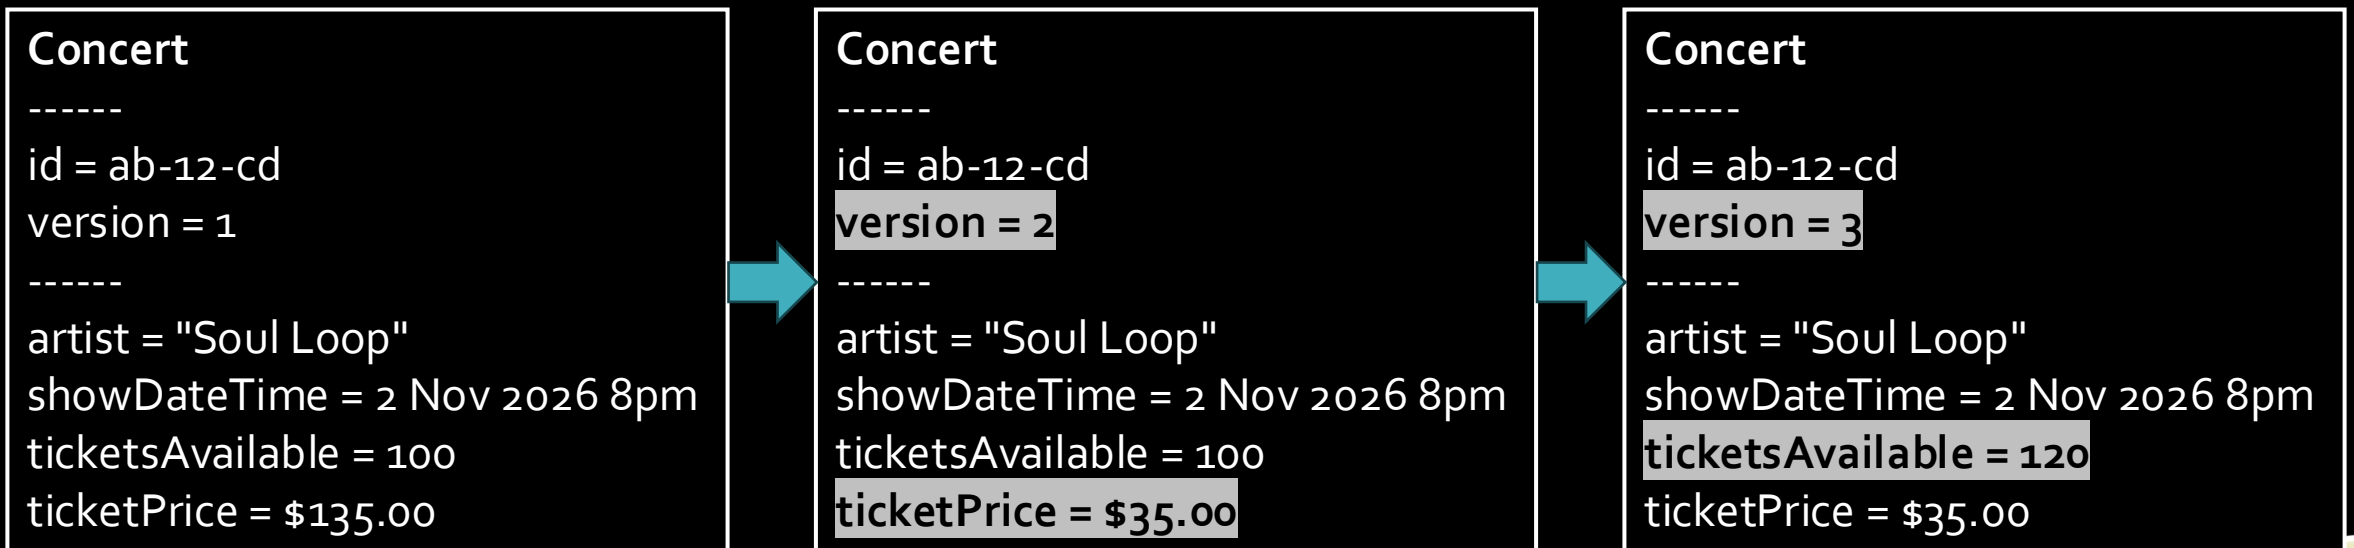 Concert
------
id = ab-12-cd
version = 1
------
artist = "Soul Loop"
showDateTime = 2 Nov 2026 8pm
ticketsAvailable = 100
ticketPrice = $135.00
Concert
------
id = ab-12-cd
version = 2
------
artist = "Soul Loop"
showDateTime = 2 Nov 2026 8pm
ticketsAvailable = 100
ticketPrice = $35.00
Concert
------
id = ab-12-cd
version = 3
------
artist = "Soul Loop"
showDateTime = 2 Nov 2026 8pm
ticketsAvailable = 120
ticketPrice = $35.00